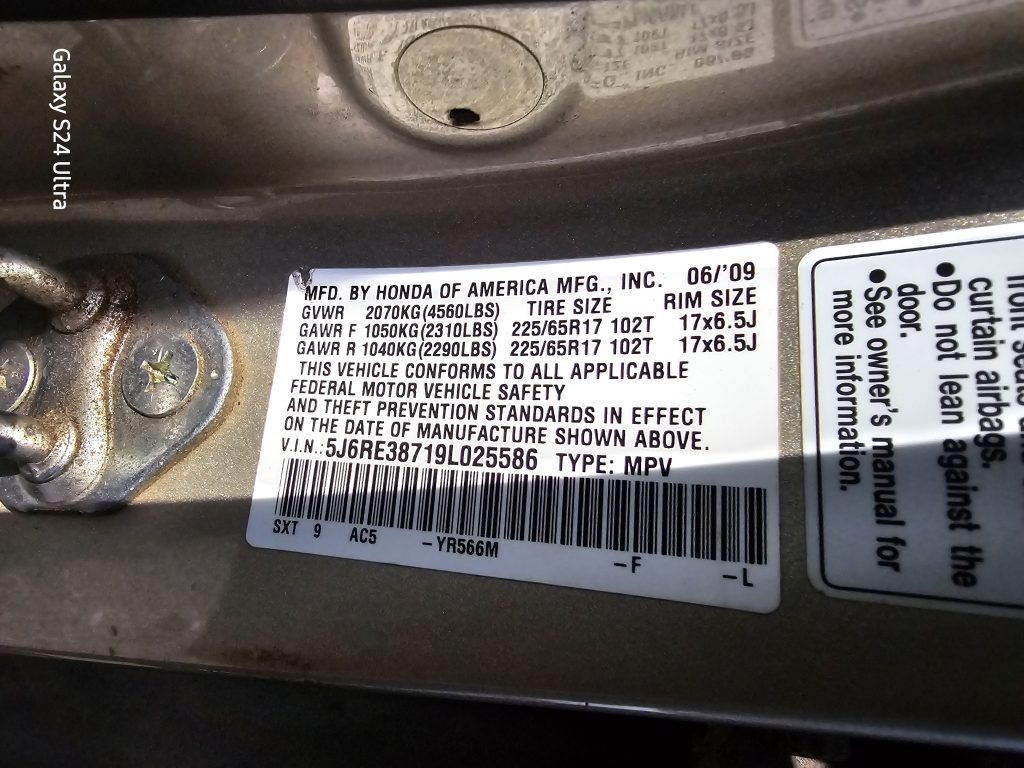 Galaxy S24 Ultra
MFD. BY HONDA OF AMERICA MFG., INC. 06/'09
GVWR 2070KG(4560LBS) TIRE SIZE RIM SIZE
GAWR F 1050KG(2310LBS) 225/65R17 102T 17x6.5J
GAWR R 1040KG(2290LBS) 225/65R17 102T 17x6.5J
THIS VEHICLE CONFORMS TO ALL APPLICABLE
FEDERAL MOTOR VEHICLE SAFETY
AND THEFT PREVENTION STANDARDS IN EFFECT
ON THE DATE OF MANUFACTURE SHOWN ABOVE.
V.I.N.: 5J6RE38719L025586 TYPE: MPV
SXT 9 AC5 -YR566M -F -L
curtain airbags.
●Do not lean against the
door.
●See owner's manual for
more information.